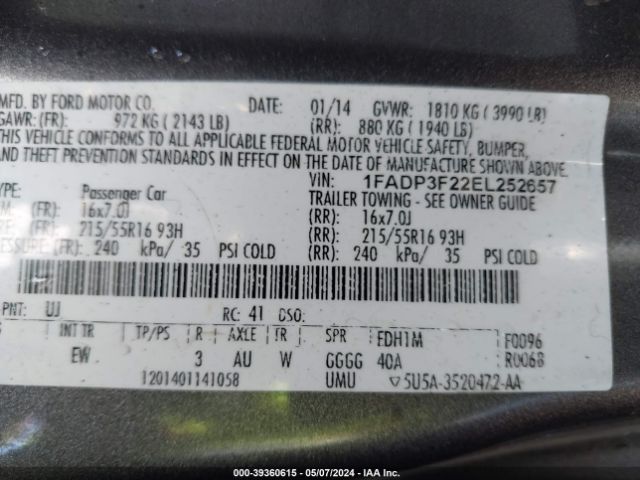 MFD. BY FORD MOTOR CO. DATE: 01/14 GVWR: 1810 KG ( 3990 LB)
GAWR: (FR): 972 KG ( 2143 LB) (RR): 880 KG ( 1940 LB)
THIS VEHICLE CONFORMS TO ALL APPLICABLE FEDERAL MOTOR VEHICLE SAFETY, BUMPER,
AND THEFT PREVENTION STANDARDS IN EFFECT ON THE DATE OF MANUFACTURE SHOWN ABOVE.
VIN: 1FADP3F22EL252657
TYPE: Passenger Car TRAILER TOWING - SEE OWNER GUIDE
(FR): 16x7.0J (RR): 16x7.0J
(FR): 215/55R16 93H (RR): 215/55R16 93H
PRESSURE (FR): 240 kPa/ 35 PSI COLD (RR): 240 kPa/ 35 PSI COLD
PNT: UJ RC: 41 DSO:
INT TR TP/PS R AXLE TR SPR FDH1M F0096
EW 3 AU W GGGG 40A R0068
1201401141058 UMU 5U5A-3520472-AA
000-39360615 - 05/07/2024 - IAA Inc.